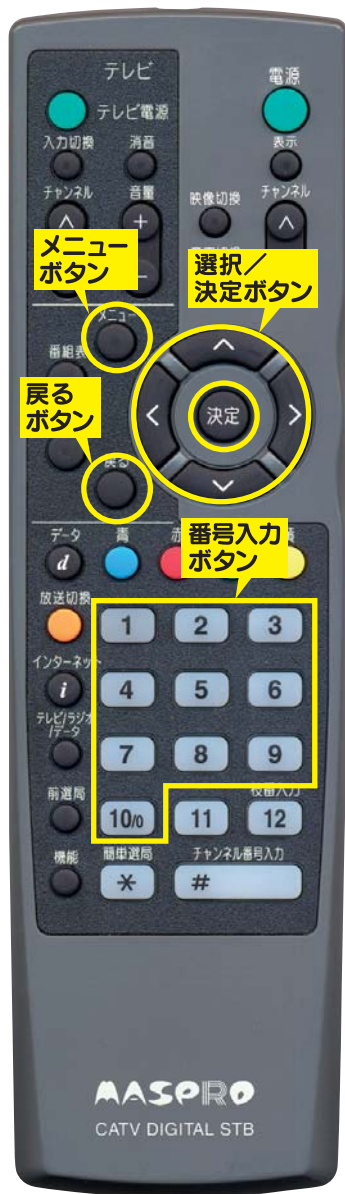 テレビ
電源
テレビ電源
入力切換
消音
表示
チャンネル
音量
映像切換
チャンネル
+
メニュー
ボタン
選択／
決定ボタン
メニュー
番組表
戻る
ボタン
決定
戻る
データ
青
番号入力
ボタン
d
放送切換
1
2
3
インターネット
i
4
5
6
テレビ/ラジオ
/データ
7
8
9
前選局
枝番入力
10/0
11
12
機能
簡単選局
チャンネル番号入力
*
#
MASPRO
CATV DIGITAL STB